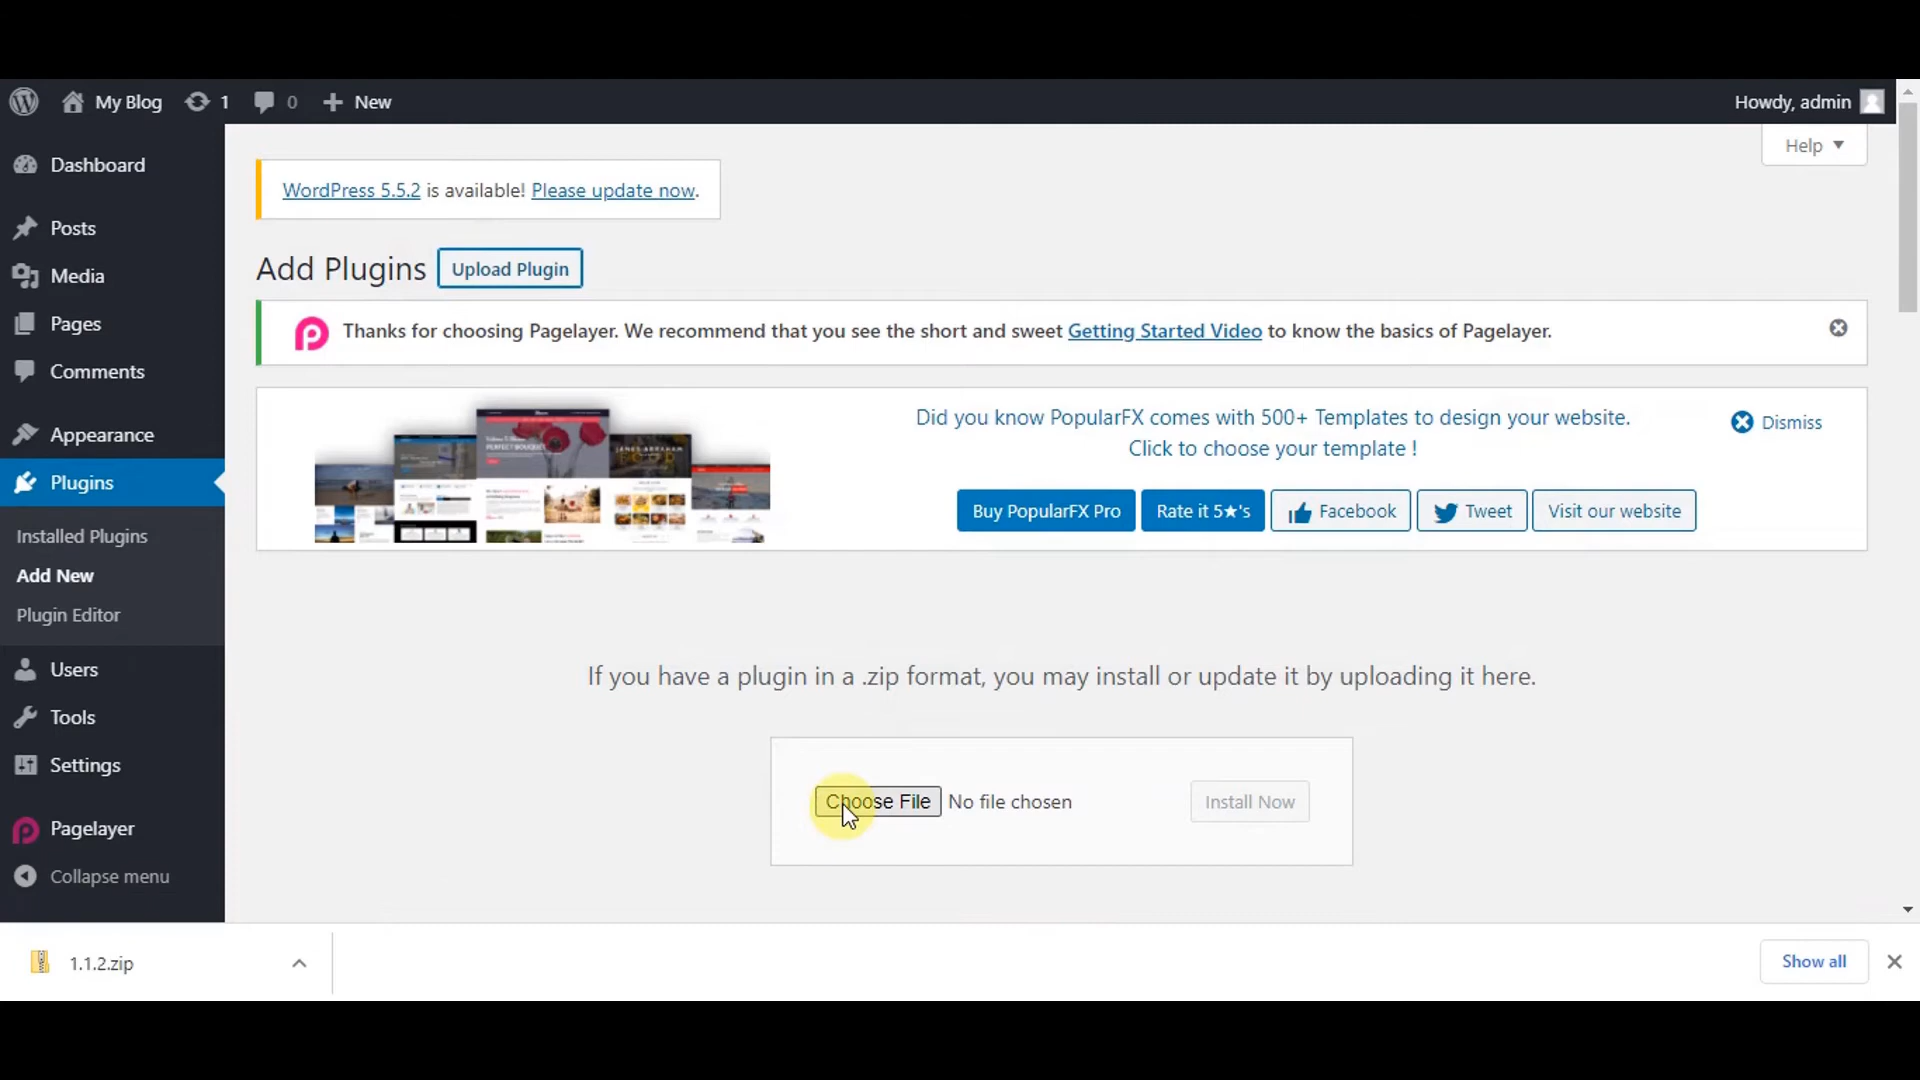 My Blog 1 0 New Howdy, admin
Help
Dashboard
Posts
Media
Pages
Comments
Appearance
Plugins
Installed Plugins
Add New
Plugin Editor
Users
Tools
Settings
Pagelayer
Collapse menu
WordPress 5.5.2 is available! Please update now.
Add Plugins Upload Plugin
Thanks for choosing Pagelayer. We recommend that you see the short and sweet Getting Started Video to know the basics of Pagelayer.
Did you know PopularFX comes with 500+ Templates to design your website.
Click to choose your template !
Dismiss
Buy PopularFX Pro Rate it 5★'s Facebook Tweet Visit our website
If you have a plugin in a .zip format, you may install or update it by uploading it here.
Choose File No file chosen Install Now
1.1.2.zip Show all